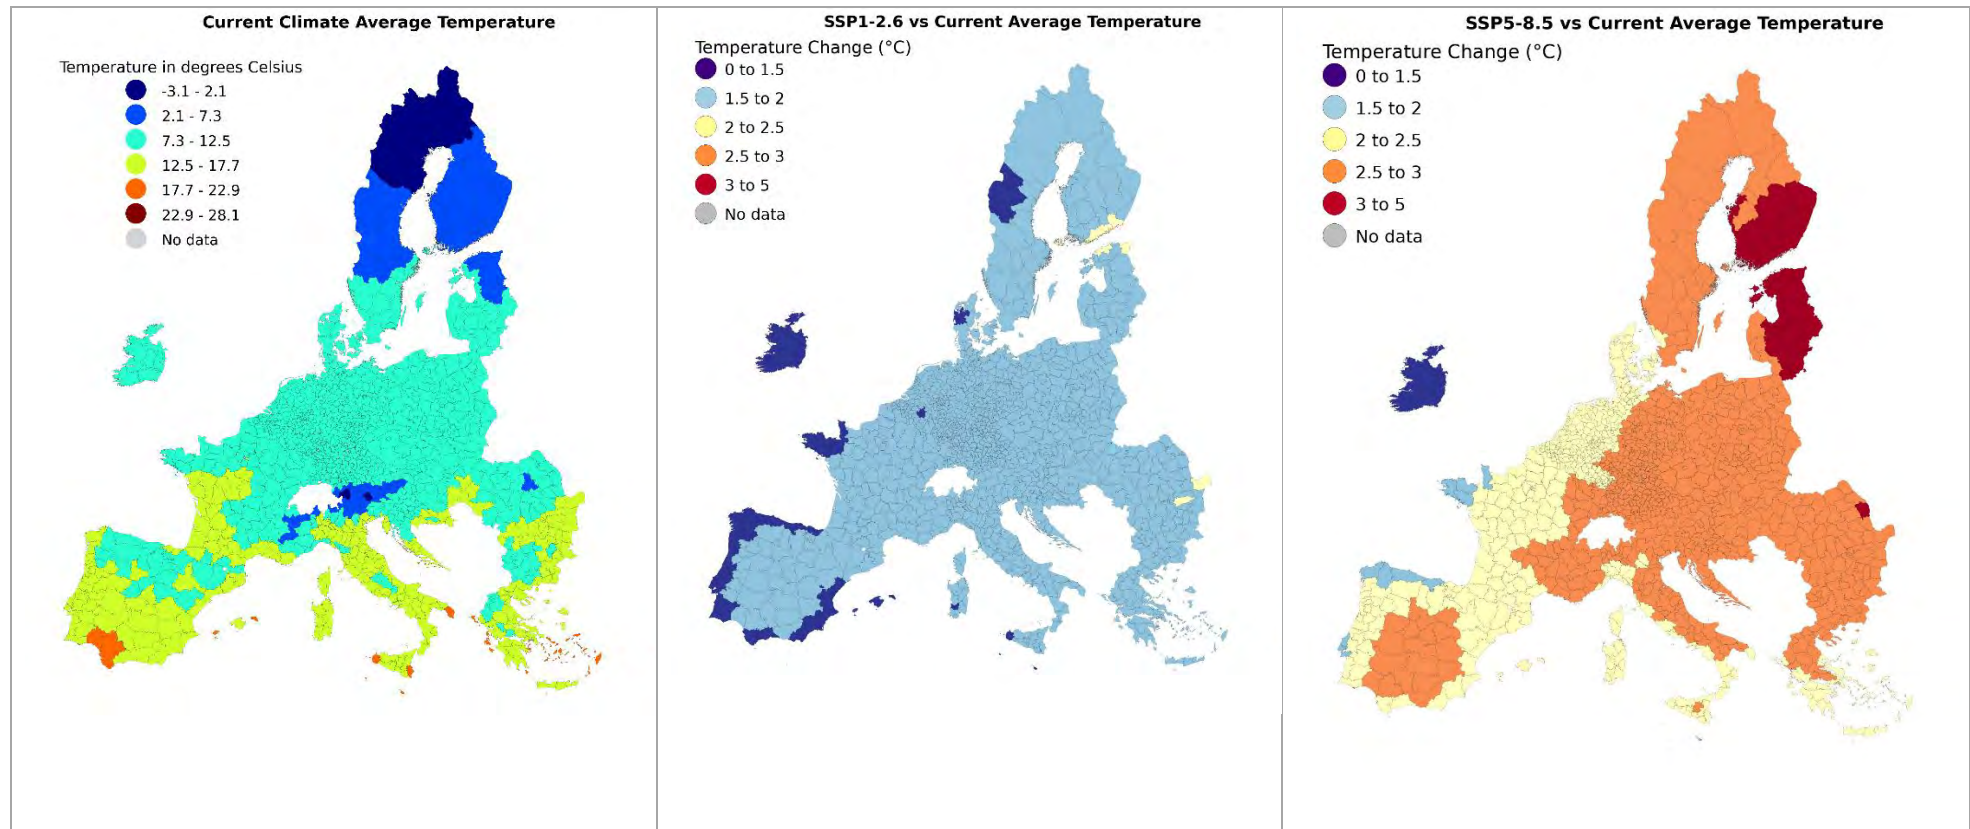 Current Climate Average Temperature
Temperature in degrees Celsius
-3.1 - 2.1
2.1 - 7.3
7.3 - 12.5
12.5 - 17.7
17.7 - 22.9
22.9 - 28.1
No data
SSP1-2.6 vs Current Average Temperature
Temperature Change (°C)
0 to 1.5
1.5 to 2
2 to 2.5
2.5 to 3
3 to 5
No data
SSP5-8.5 vs Current Average Temperature
Temperature Change (°C)
0 to 1.5
1.5 to 2
2 to 2.5
2.5 to 3
3 to 5
No data